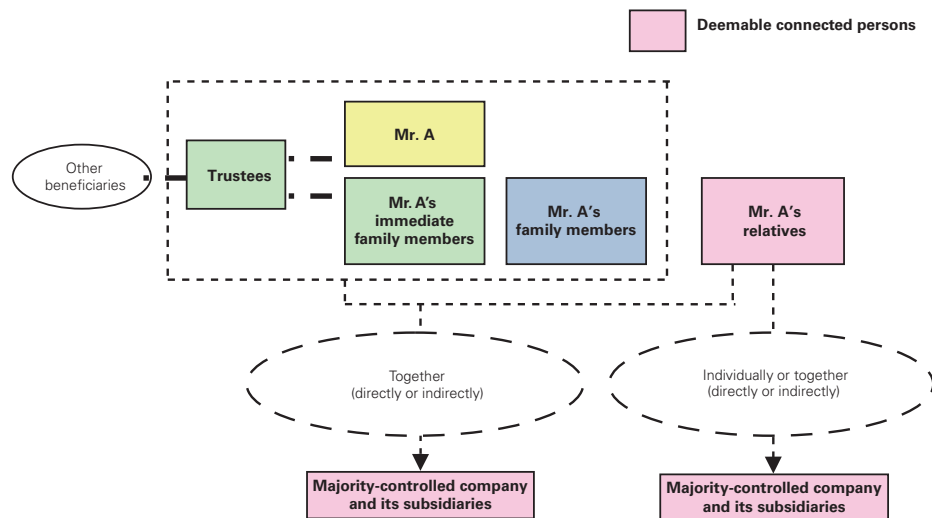 Deemable connected persons
Mr. A
Other
beneficiaries
Trustees
Mr. A's
immediate
family members
Mr. A's
family members
Mr. A's
relatives
Together
(directly or indirectly)
Individually or together
(directly or indirectly)
Majority-controlled company
and its subsidiaries
Majority-controlled company
and its subsidiaries